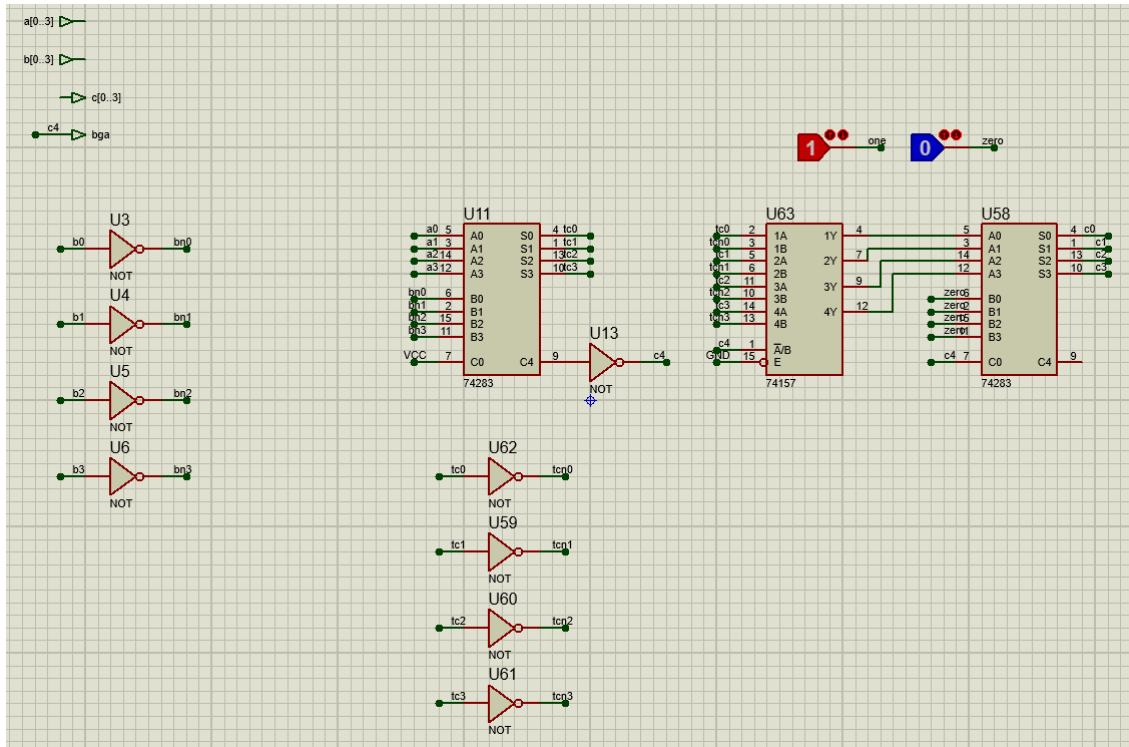 a[0..3]
b[0..3]
c[0..3]
c4 bga
1 one 0 zero
U3
b0 bn0
NOT
U4
b1 bn1
NOT
U5
b2 bn2
NOT
U6
b3 bn3
NOT
U11
a0 5 A0 S0 4 tc0
a1 3 A1 S1 1 tc1
a2 14 A2 S2 13 tc2
a3 12 A3 S3 10 tc3
bn0 6 B0
bn1 2 B1
bn2 15 B2
bn3 11 B3
VCC 7 C0 C4 9
74283
U13
c4
NOT
U63
tc0 2 1A 1Y 4
tcn0 3 1B
tc1 5 2A 2Y 7
tcn1 6 2B
tc2 11 3A 3Y 9
tcn2 10 3B
tc3 14 4A 4Y 12
tcn3 13 4B
c4 1 A/B
GND 15 E
74157
U58
5 A0 S0 4 c0
3 A1 S1 1 c1
14 A2 S2 13 c2
12 A3 S3 10 c3
zero 6 B0
zero 2 B1
zero 15 B2
zero 11 B3
c4 7 C0 C4 9
74283
U62
tc0 tcn0
NOT
U59
tc1 tcn1
NOT
U60
tc2 tcn2
NOT
U61
tc3 tcn3
NOT